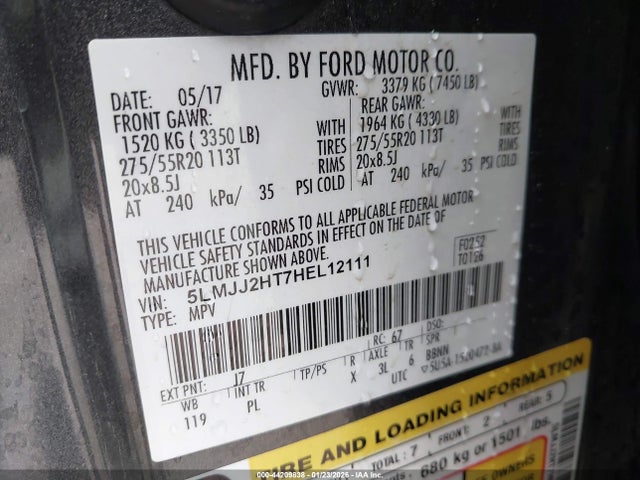 MFD. BY FORD MOTOR CO.
DATE: 05/17 GVWR: 3379 KG ( 7450 LB)
FRONT GAWR: REAR GAWR:
1520 KG ( 3350 LB) WITH 1964 KG ( 4330 LB) WITH
275/55R20 113T TIRES 275/55R20 113T TIRES
20x8.5J RIMS 20x8.5J RIMS
AT 240 kPa/ 35 PSI COLD AT 240 kPa/ 35 PSI COLD
THIS VEHICLE CONFORMS TO ALL APPLICABLE FEDERAL MOTOR
VEHICLE SAFETY STANDARDS IN EFFECT ON THE DATE OF
MANUFACTURE SHOWN ABOVE.
F0252
T0126
VIN: 5LMJJ2HT7HEL12111
TYPE: MPV
RC: 67 DSO:
EXT PNT: J7 TP/PS R AXLE TR SPR
WB INT TR X 3L 6 BBNN
119 PL UTC
TIRE AND LOADING INFORMATION
TOTAL: 7 FRONT: 2 REAR: 5
680 kg or 1501 lbs.
OWNERS
000-44209838 - 01/23/2026 - IAAI.com